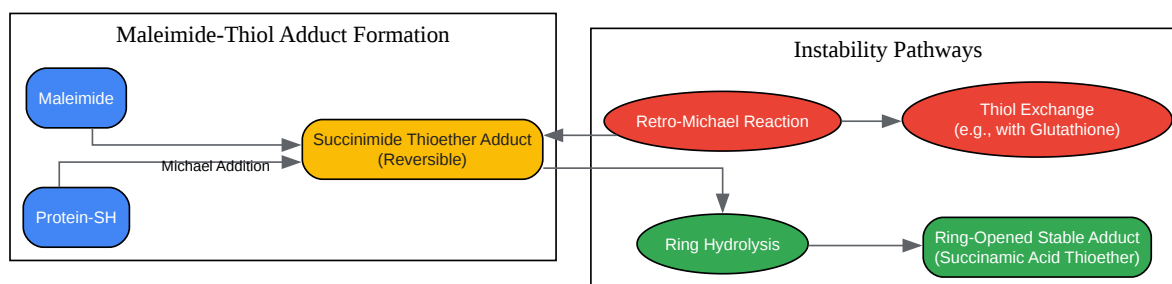 Maleimide-Thiol Adduct Formation
Maleimide
Protein-SH
Michael Addition
Succinimide Thioether Adduct
(Reversible)
Instability Pathways
Retro-Michael Reaction
Thiol Exchange
(e.g., with Glutathione)
Ring Hydrolysis
Ring-Opened Stable Adduct
(Succinamic Acid Thioether)